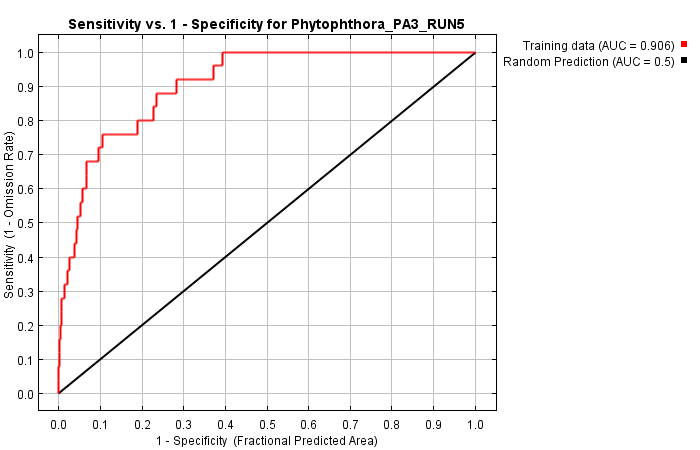 Sensitivity vs. 1 - Specificity for Phytophthora_PA3_RUN5
Training data (AUC = 0.906)
Random Prediction (AUC = 0.5)
Sensitivity (1 - Omission Rate)
1.0
0.9
0.8
0.7
0.6
0.5
0.4
0.3
0.2
0.1
0.0
0.0 0.1 0.2 0.3 0.4 0.5 0.6 0.7 0.8 0.9 1.0
1 - Specificity (Fractional Predicted Area)